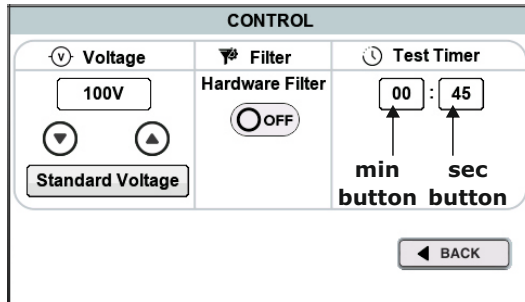 CONTROL
V Voltage
Filter
Test Timer
100V
Standard Voltage
Hardware Filter
OFF
00 : 45
min button
sec button
BACK